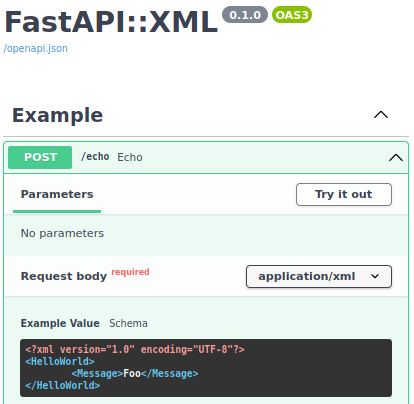 FastAPI::XML 0.1.0 OAS3
/openapi.json
Example
POST /echo Echo
Parameters Try it out
No parameters
Request body required application/xml
Example Value Schema
<?xml version="1.0" encoding="UTF-8"?>
<HelloWorld>
<Message>Foo</Message>
</HelloWorld>